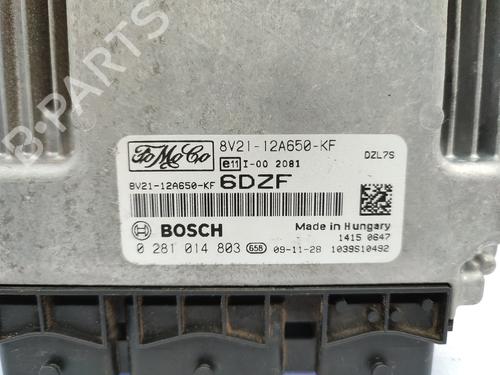 B-PARTS
FoMoCo 8V21-12A650-KF DZL7S
e11 I-00 2081
8V21-12A650-KF 6DZF
BOSCH Made in Hungary
1415 0647
0 281 014 803 658 09-11-28 1039S10492